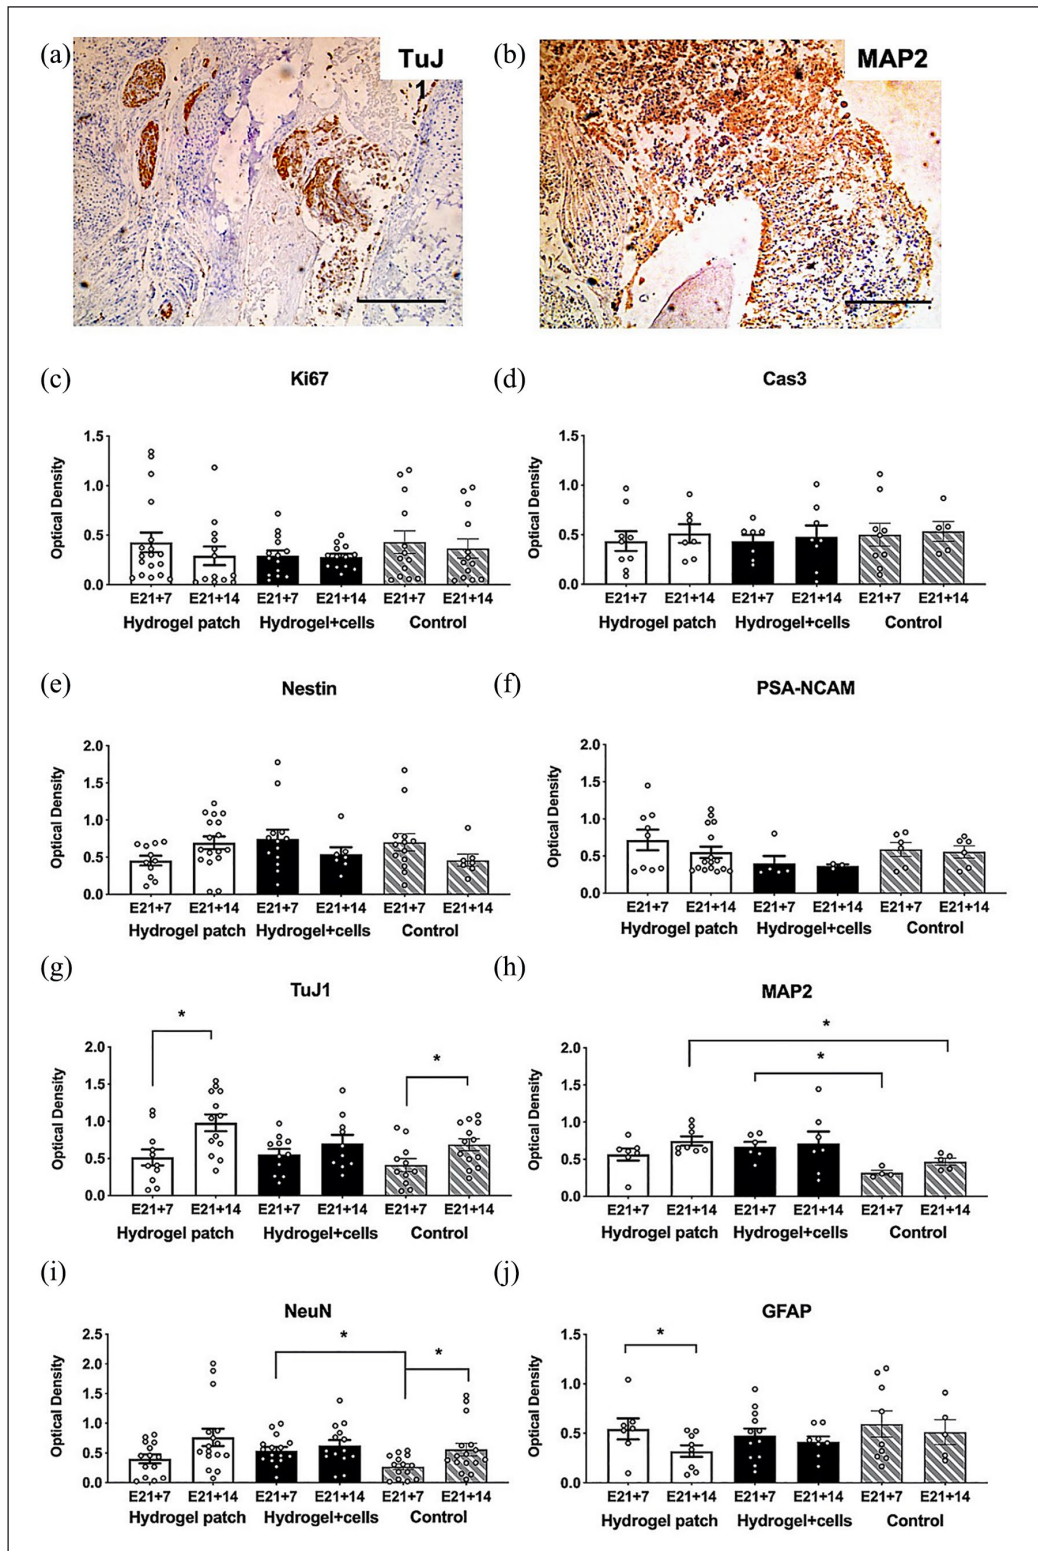 (a)
TuJ
1
(b)
MAP2
(c)
Ki67
Optical Density
1.5
1.0
0.5
0.0
E21+7 E21+14 E21+7 E21+14 E21+7 E21+14
Hydrogel patch Hydrogel+cells Control
(d)
Cas3
Optical Density
1.5
1.0
0.5
0.0
E21+7 E21+14 E21+7 E21+14 E21+7 E21+14
Hydrogel patch Hydrogel+cells Control
(e)
Nestin
Optical Density
2.0
1.5
1.0
0.5
0.0
E21+7 E21+14 E21+7 E21+14 E21+7 E21+14
Hydrogel patch Hydrogel+cells Control
(f)
PSA-NCAM
Optical Density
2.0
1.5
1.0
0.5
0.0
E21+7 E21+14 E21+7 E21+14 E21+7 E21+14
Hydrogel patch Hydrogel+cells Control
(g)
TuJ1
* *
Optical Density
2.0
1.5
1.0
0.5
0.0
E21+7 E21+14 E21+7 E21+14 E21+7 E21+14
Hydrogel patch Hydrogel+cells Control
(h)
MAP2
*
*
Optical Density
2.0
1.5
1.0
0.5
0.0
E21+7 E21+14 E21+7 E21+14 E21+7 E21+14
Hydrogel patch Hydrogel+cells Control
(i)
NeuN
* *
Optical Density
2.5
2.0
1.5
1.0
0.5
0.0
E21+7 E21+14 E21+7 E21+14 E21+7 E21+14
Hydrogel patch Hydrogel+cells Control
(j)
GFAP
*
Optical Density
1.5
1.0
0.5
0.0
E21+7 E21+14 E21+7 E21+14 E21+7 E21+14
Hydrogel patch Hydrogel+cells Control